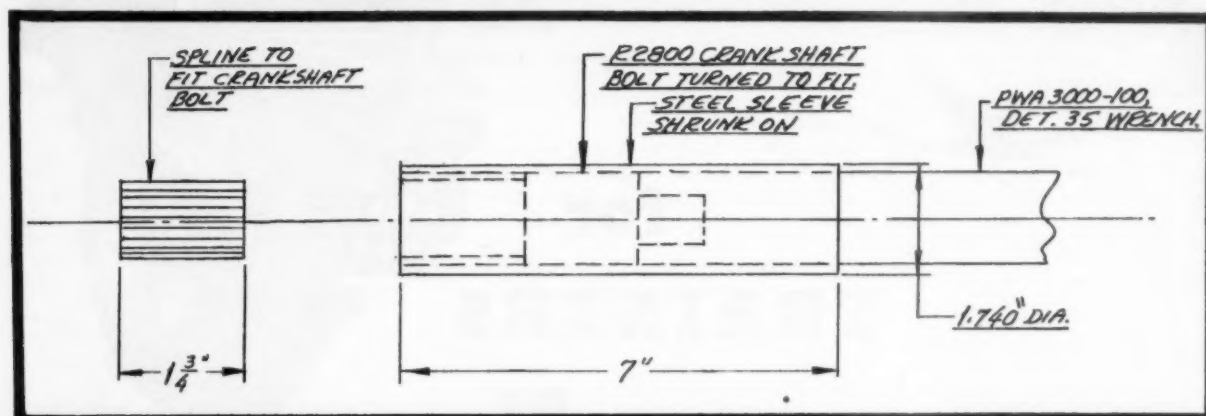 SPLINE TO
FIT CRANKSHAFT
BOLT
R2800 CRANK SHAFT
BOLT TURNED TO FIT.
STEEL SLEEVE
SHRUNK ON
PWA 3000-100,
DET. 35 WRENCH.
1.740" DIA.
1 3/4"
7"